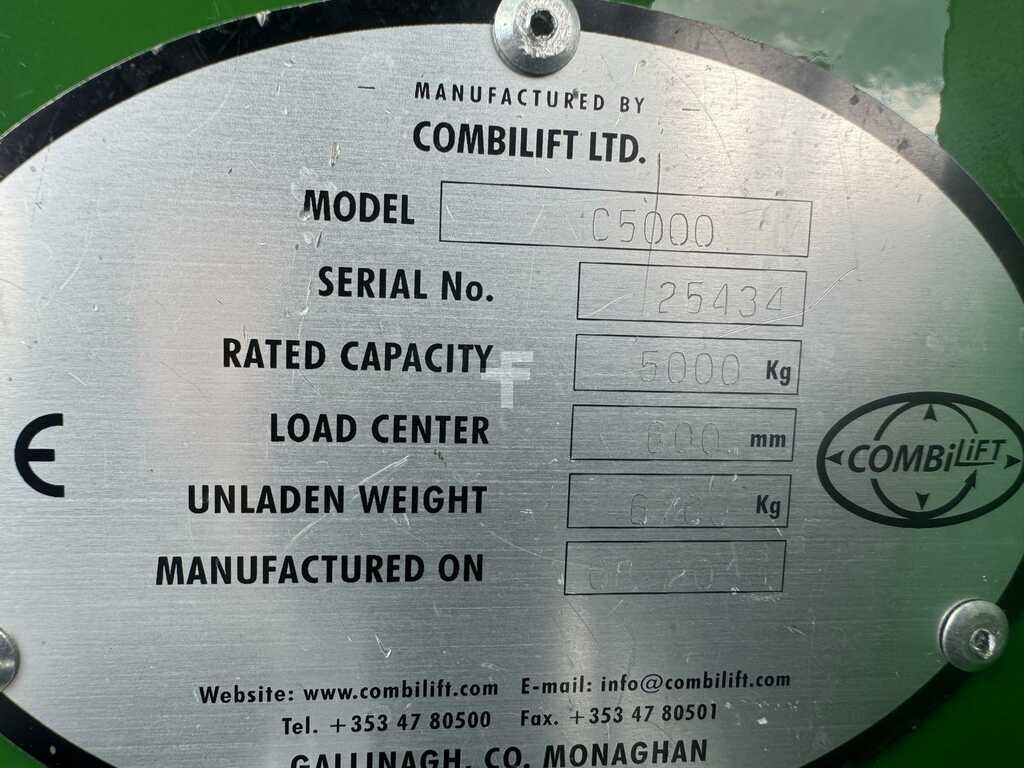 MANUFACTURED BY
COMBILIFT LTD.
MODEL C5000
SERIAL No. 25434
RATED CAPACITY 5000 Kg
LOAD CENTER 600 mm
UNLADEN WEIGHT Kg
MANUFACTURED ON
CE
COMBiLiFT
Website: www.combilift.com E-mail: info@combilift.com
Tel. +353 47 80500 Fax. +353 47 80501
GALLINAGH, CO. MONAGHAN